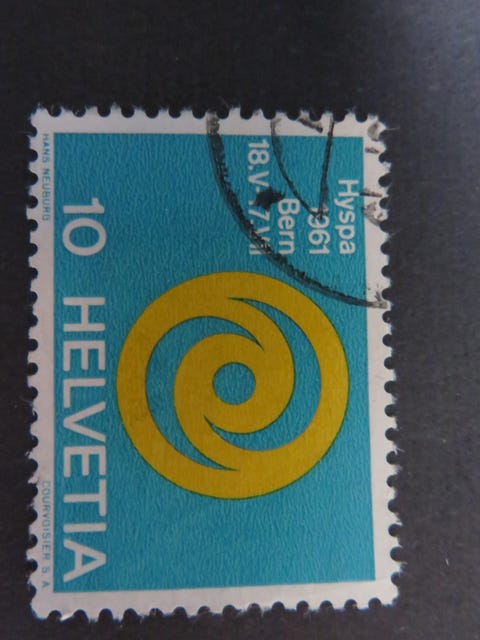 Hyspa
1961
Bern
18.V-17.VII
10 HELVETIA
HANS NEUBURG
COURVOISIER S A